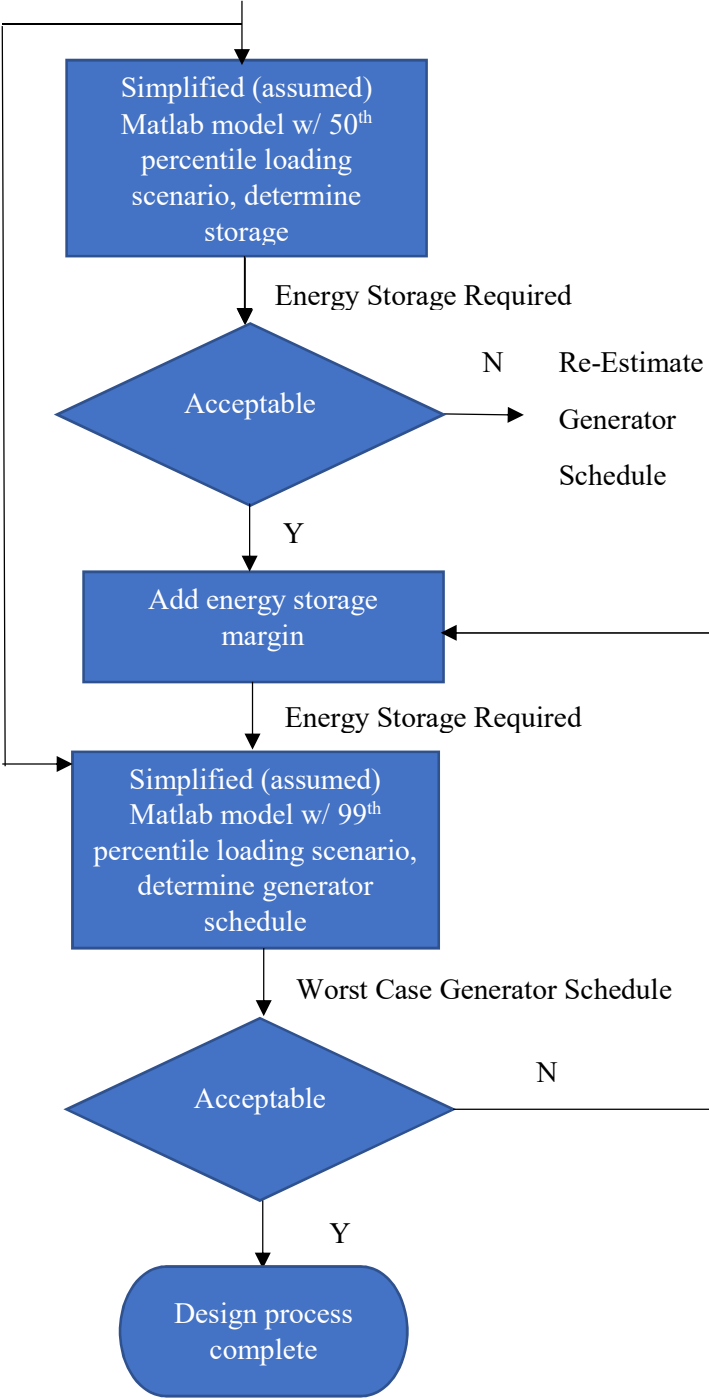 Simplified (assumed)
Matlab model w/ 50th
percentile loading
scenario, determine
storage
Energy Storage Required
Acceptable
N
Re-Estimate
Generator
Schedule
Y
Add energy storage
margin
Energy Storage Required
Simplified (assumed)
Matlab model w/ 99th
percentile loading scenario,
determine generator
schedule
Worst Case Generator Schedule
Acceptable
N
Y
Design process
complete